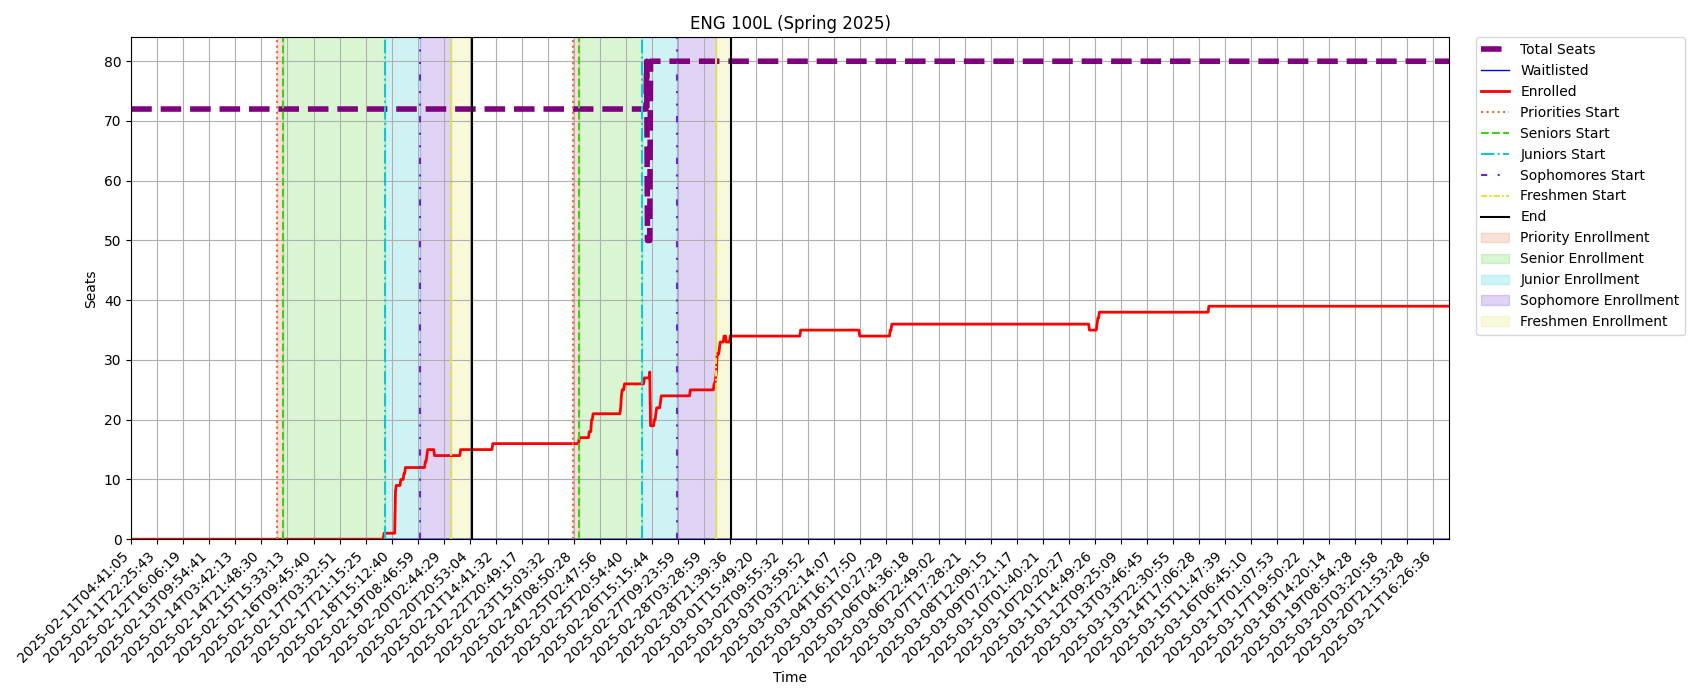 ENG 100L (Spring 2025)
Seats
80
70
60
50
40
30
20
10
0
2025-02-11T04:41:05
2025-02-11T22:25:43
2025-02-12T16:06:19
2025-02-13T09:54:41
2025-02-14T03:42:13
2025-02-14T21:48:30
2025-02-15T15:33:13
2025-02-16T09:45:40
2025-02-17T03:32:51
2025-02-17T21:15:25
2025-02-18T15:12:40
2025-02-19T08:46:59
2025-02-20T02:44:29
2025-02-20T20:53:04
2025-02-21T14:41:32
2025-02-22T20:49:17
2025-02-23T15:03:32
2025-02-24T08:50:28
2025-02-25T02:47:56
2025-02-25T20:54:40
2025-02-26T15:15:44
2025-02-27T09:23:59
2025-02-28T03:28:59
2025-02-28T21:39:36
2025-03-01T15:49:20
2025-03-02T09:55:32
2025-03-03T03:59:52
2025-03-03T22:14:07
2025-03-04T16:17:50
2025-03-05T10:27:29
2025-03-06T04:36:18
2025-03-06T22:49:02
2025-03-07T17:28:21
2025-03-08T12:09:15
2025-03-09T07:21:17
2025-03-10T01:40:21
2025-03-10T20:20:27
2025-03-11T14:49:26
2025-03-12T09:25:09
2025-03-13T03:46:45
2025-03-13T22:30:55
2025-03-14T17:06:28
2025-03-15T11:47:39
2025-03-16T06:45:10
2025-03-17T01:07:53
2025-03-17T19:50:22
2025-03-18T14:20:14
2025-03-19T08:54:28
2025-03-20T03:20:58
2025-03-20T21:53:28
2025-03-21T16:26:36
Time
Total Seats
Waitlisted
Enrolled
Priorities Start
Seniors Start
Juniors Start
Sophomores Start
Freshmen Start
End
Priority Enrollment
Senior Enrollment
Junior Enrollment
Sophomore Enrollment
Freshmen Enrollment